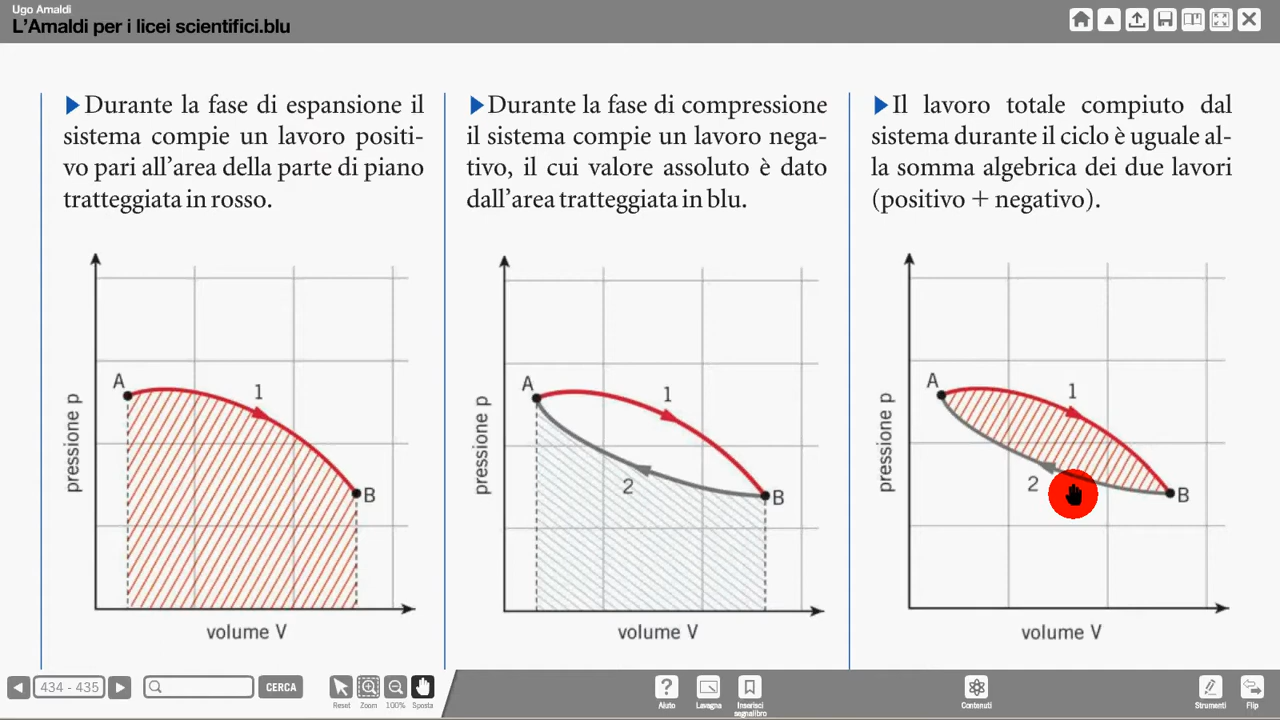 Ugo Amaldi
L'Amaldi per i licei scientifici.blu
▶Durante la fase di espansione il
sistema compie un lavoro positi-
vo pari all'area della parte di piano
tratteggiata in rosso.
▶Durante la fase di compressione
il sistema compie un lavoro nega-
tivo, il cui valore assoluto è dato
dall'area tratteggiata in blu.
▶Il lavoro totale compiuto dal
sistema durante il ciclo è uguale al-
la somma algebrica dei due lavori
(positivo + negativo).
pressione p
A
1
B
volume V
pressione p
A
1
2
B
volume V
pressione p
A
1
2
B
volume V
434 - 435
CERCA
Reset
Zoom
100%
Sposta
?
Aiuto
Lavagna
Inserisci
segnalibro
Contenuti
Strumenti
Flip